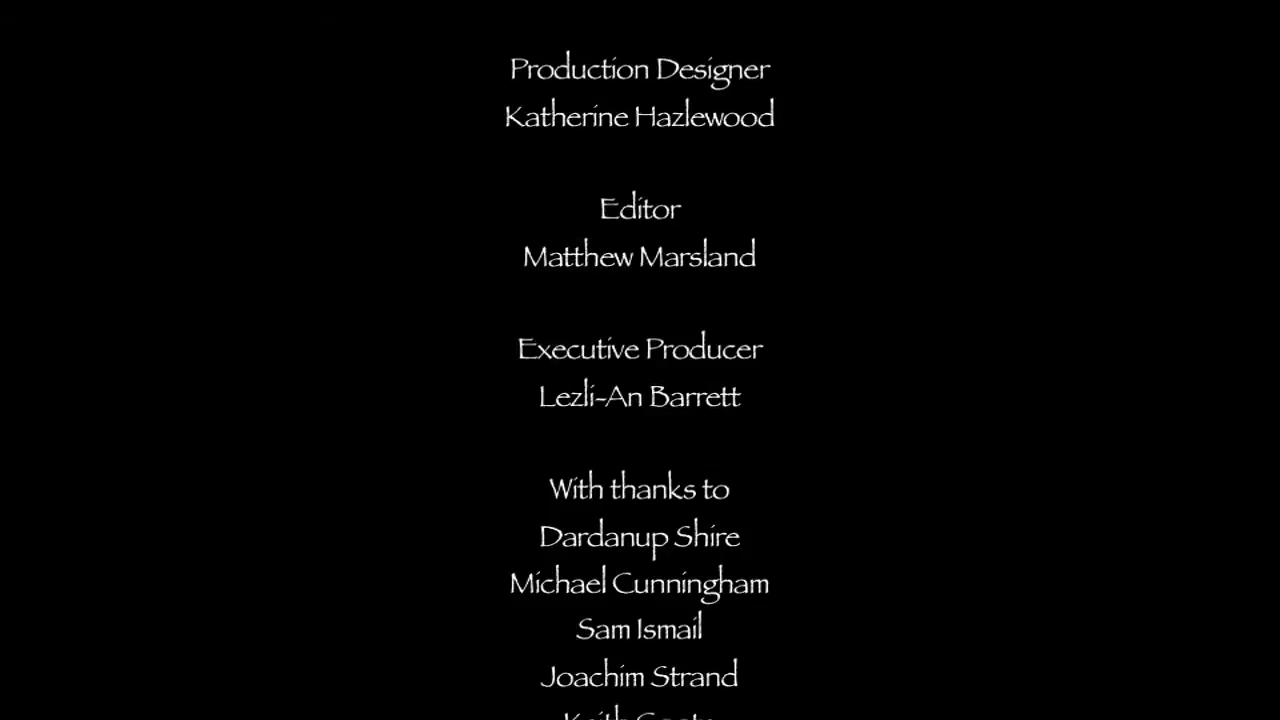 Production Designer
Katherine Hazlewood
Editor
Matthew Marsland
Executive Producer
Lezli-An Barrett
With thanks to
Dardanup Shire
Michael Cunningham
Sam Ismail
Joachim Strand
Keith